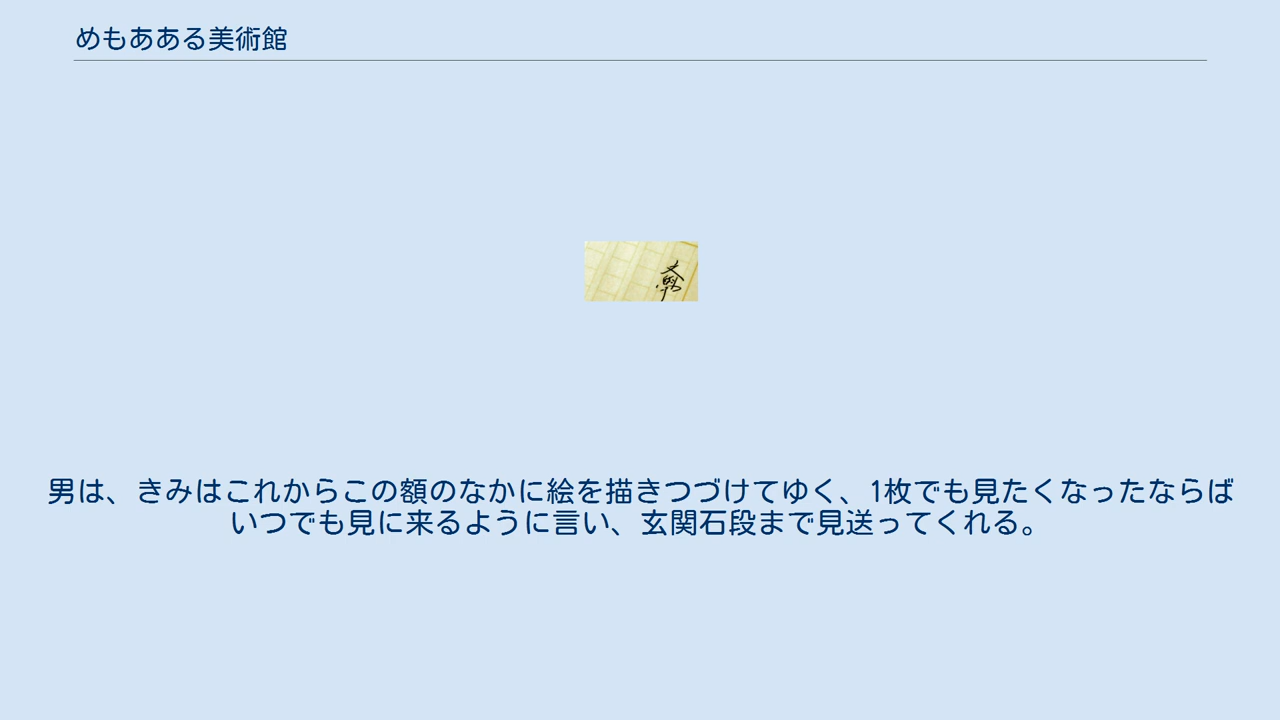 めもああある美術館
男は、きみはこれからこの額のなかに絵を描きつづけてゆく、1枚でも見たくなったならば
いつでも見に来るように言い、玄関石段まで見送ってくれる。